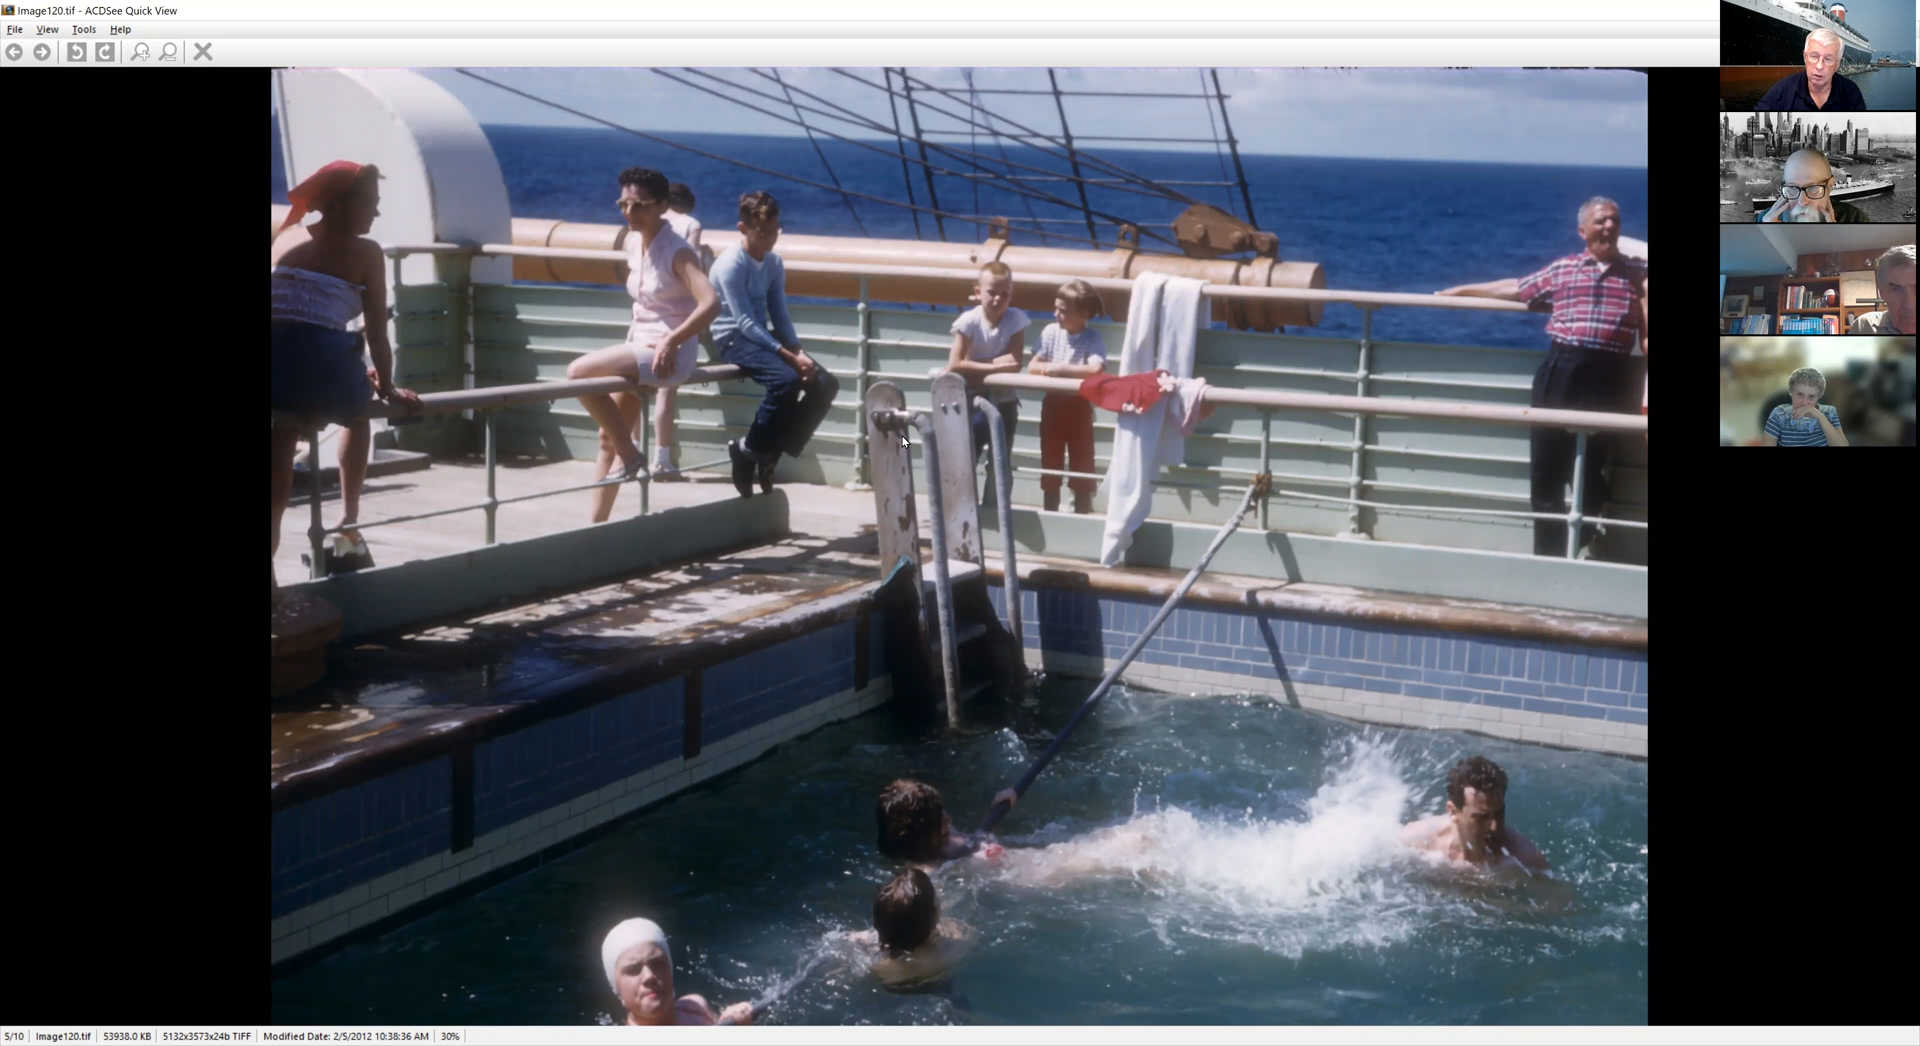 Image120.tif - ACDSee Quick View
File View Tools Help
5/10 Image120.tif 53938.0 KB 5132x3573x24b TIFF Modified Date: 2/5/2012 10:38:36 AM 30%